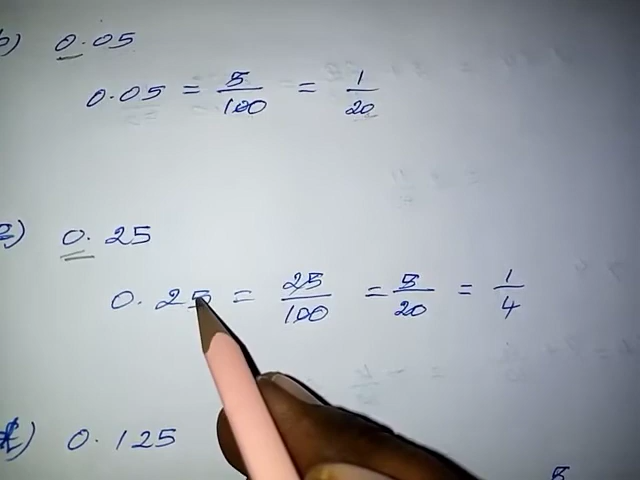 b) 0.05
0.05 = 5/100 = 1/20
0.25
0.25 = 25/100 = 5/20 = 1/4
0.125
5